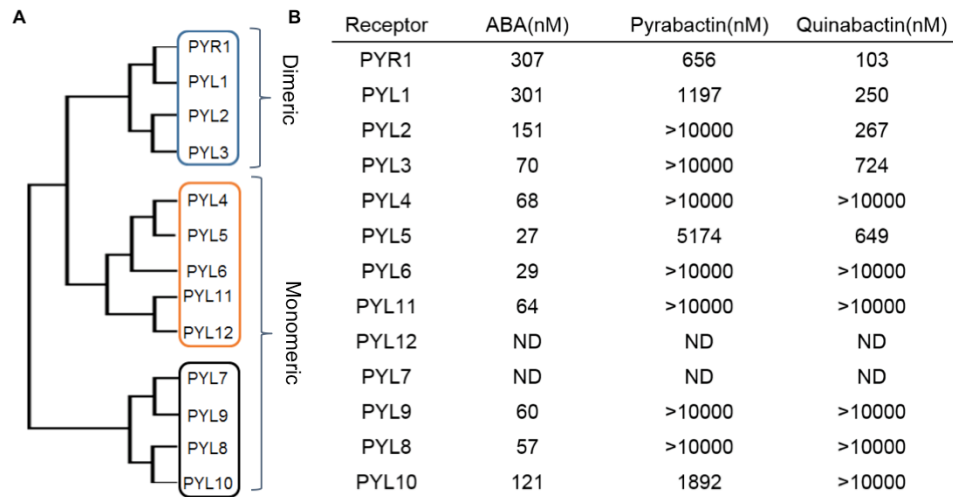 A
PYR1
PYL1
PYL2
PYL3
Dimeric
PYL4
PYL5
PYL6
PYL11
PYL12
PYL7
PYL9
PYL8
PYL10
Monomeric
B
Receptor ABA(nM) Pyrabactin(nM) Quinabactin(nM)
PYR1 307 656 103
PYL1 301 1197 250
PYL2 151 >10000 267
PYL3 70 >10000 724
PYL4 68 >10000 >10000
PYL5 27 5174 649
PYL6 29 >10000 >10000
PYL11 64 >10000 >10000
PYL12 ND ND ND
PYL7 ND ND ND
PYL9 60 >10000 >10000
PYL8 57 >10000 >10000
PYL10 121 1892 >10000